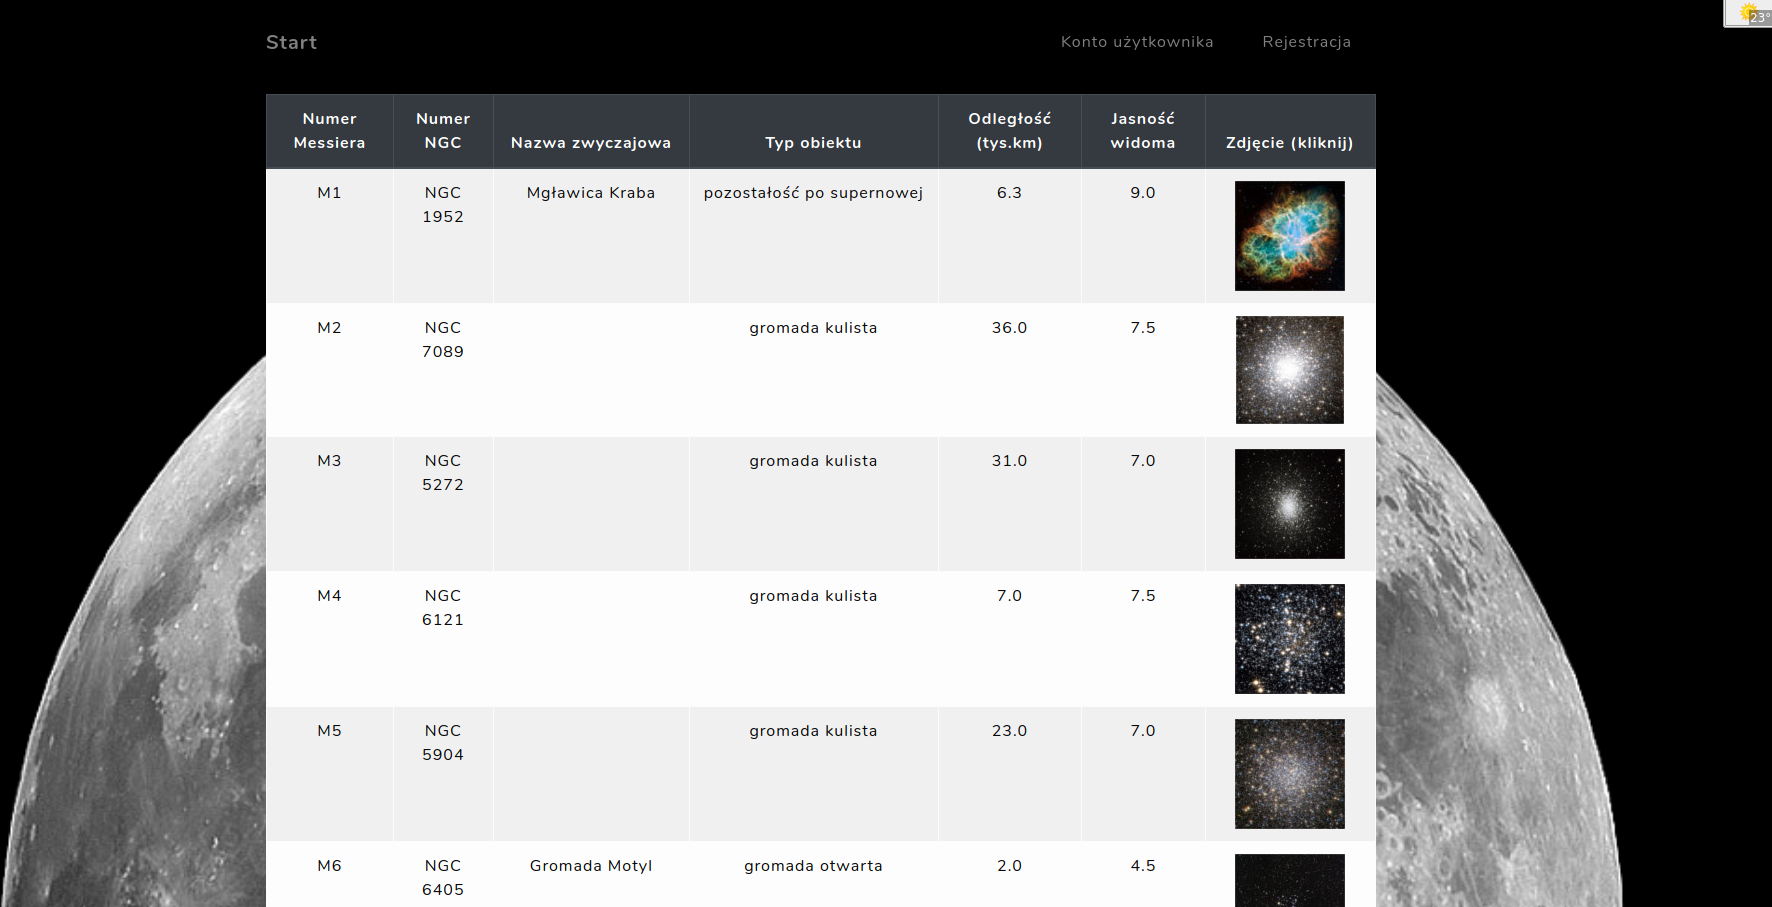 Start
Konto użytkownika
Rejestracja
23°
Numer Messiera
Numer NGC
Nazwa zwyczajowa
Typ obiektu
Odległość (tys.km)
Jasność widoma
Zdjęcie (kliknij)
M1
NGC
1952
Mgławica Kraba
pozostałość po supernowej
6.3
9.0
M2
NGC
7089
gromada kulista
36.0
7.5
M3
NGC
5272
gromada kulista
31.0
7.0
M4
NGC
6121
gromada kulista
7.0
7.5
M5
NGC
5904
gromada kulista
23.0
7.0
M6
NGC
6405
Gromada Motyl
gromada otwarta
2.0
4.5